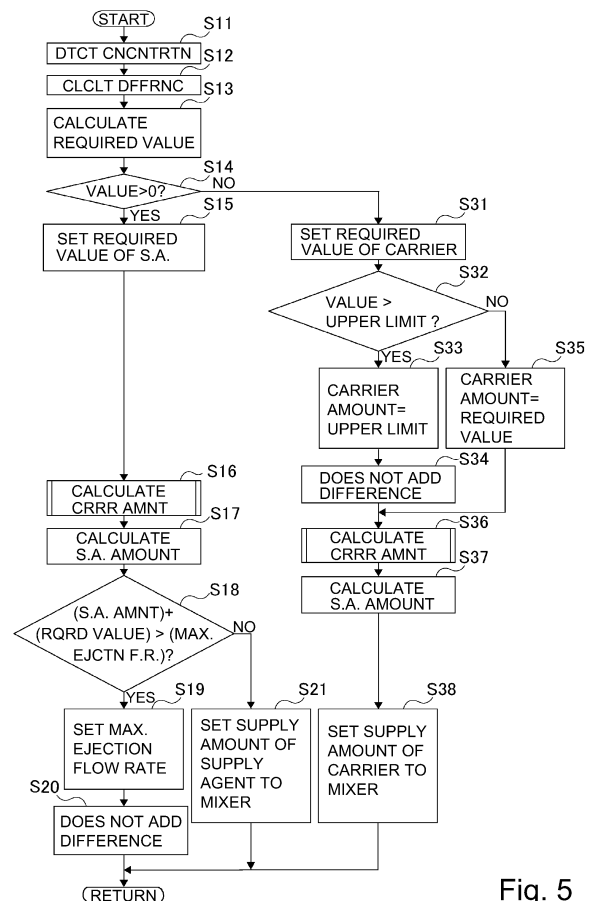 START
S11
DTCT CNCNTRTN
S12
CLCLT DFFRNC
S13
CALCULATE
REQUIRED VALUE
S14
VALUE>0?
NO
YES
S15
SET REQUIRED
VALUE OF S.A.
S31
SET REQUIRED
VALUE OF CARRIER
S32
VALUE >
UPPER LIMIT ?
NO
YES
S33
CARRIER
AMOUNT=
UPPER LIMIT
S35
CARRIER
AMOUNT=
REQUIRED
VALUE
S34
DOES NOT ADD
DIFFERENCE
S16
CALCULATE
CRRR AMNT
S17
CALCULATE
S.A. AMOUNT
S36
CALCULATE
CRRR AMNT
S37
CALCULATE
S.A. AMOUNT
S18
(S.A. AMNT)+
(RQRD VALUE) > (MAX.
EJCTN F.R.)?
NO
YES
S19
SET MAX.
EJECTION
FLOW RATE
S21
SET SUPPLY
AMOUNT OF
SUPPLY
AGENT TO
MIXER
S38
SET SUPPLY
AMOUNT OF
CARRIER TO
MIXER
S20
DOES NOT ADD
DIFFERENCE
RETURN
Fig. 5